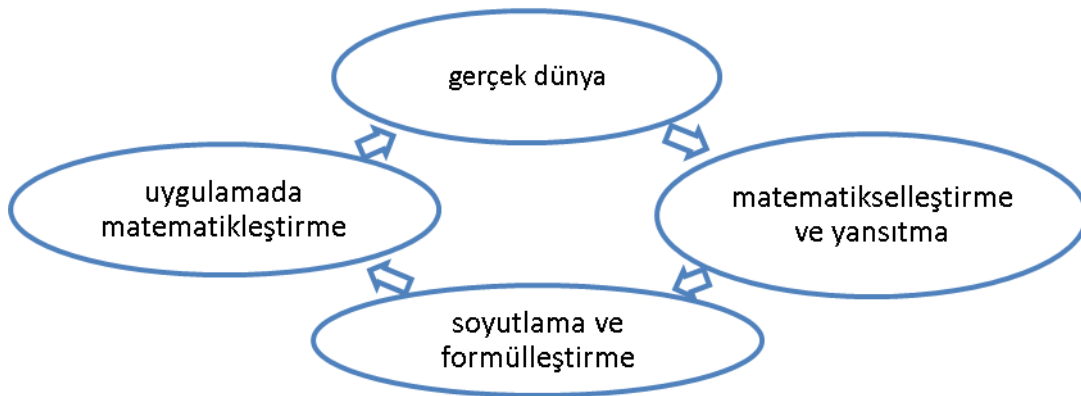 gerçek dünya
matematikselleştirme
ve yansıtma
soyutlama ve
formülleştirme
uygulamada
matematikleştirme